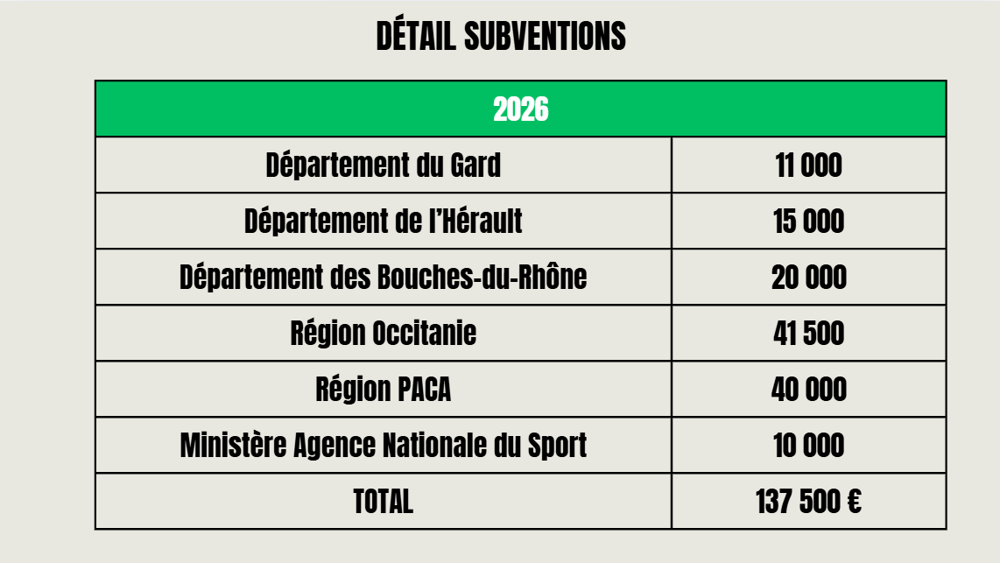 DÉTAIL SUBVENTIONS
2026
Département du Gard 11 000
Département de l’Hérault 15 000
Département des Bouches-du-Rhône 20 000
Région Occitanie 41 500
Région PACA 40 000
Ministère Agence Nationale du Sport 10 000
TOTAL 137 500 €